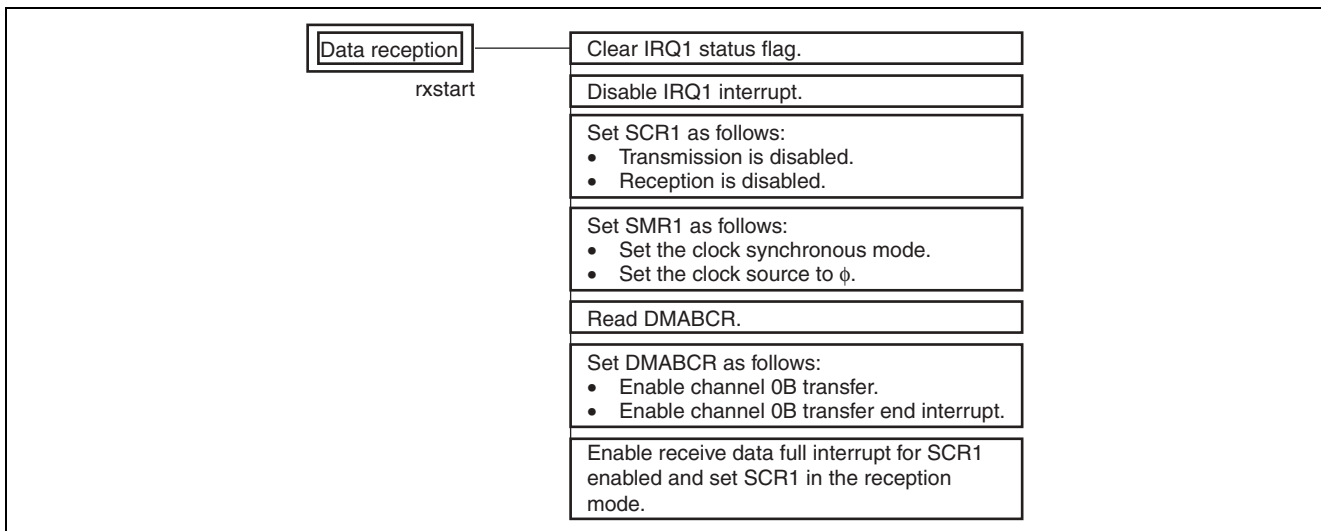 Data reception
rxstart
Clear IRQ1 status flag.
Disable IRQ1 interrupt.
Set SCR1 as follows:
• Transmission is disabled.
• Reception is disabled.
Set SMR1 as follows:
• Set the clock synchronous mode.
• Set the clock source to ϕ.
Read DMABCR.
Set DMABCR as follows:
• Enable channel 0B transfer.
• Enable channel 0B transfer end interrupt.
Enable receive data full interrupt for SCR1
enabled and set SCR1 in the reception
mode.